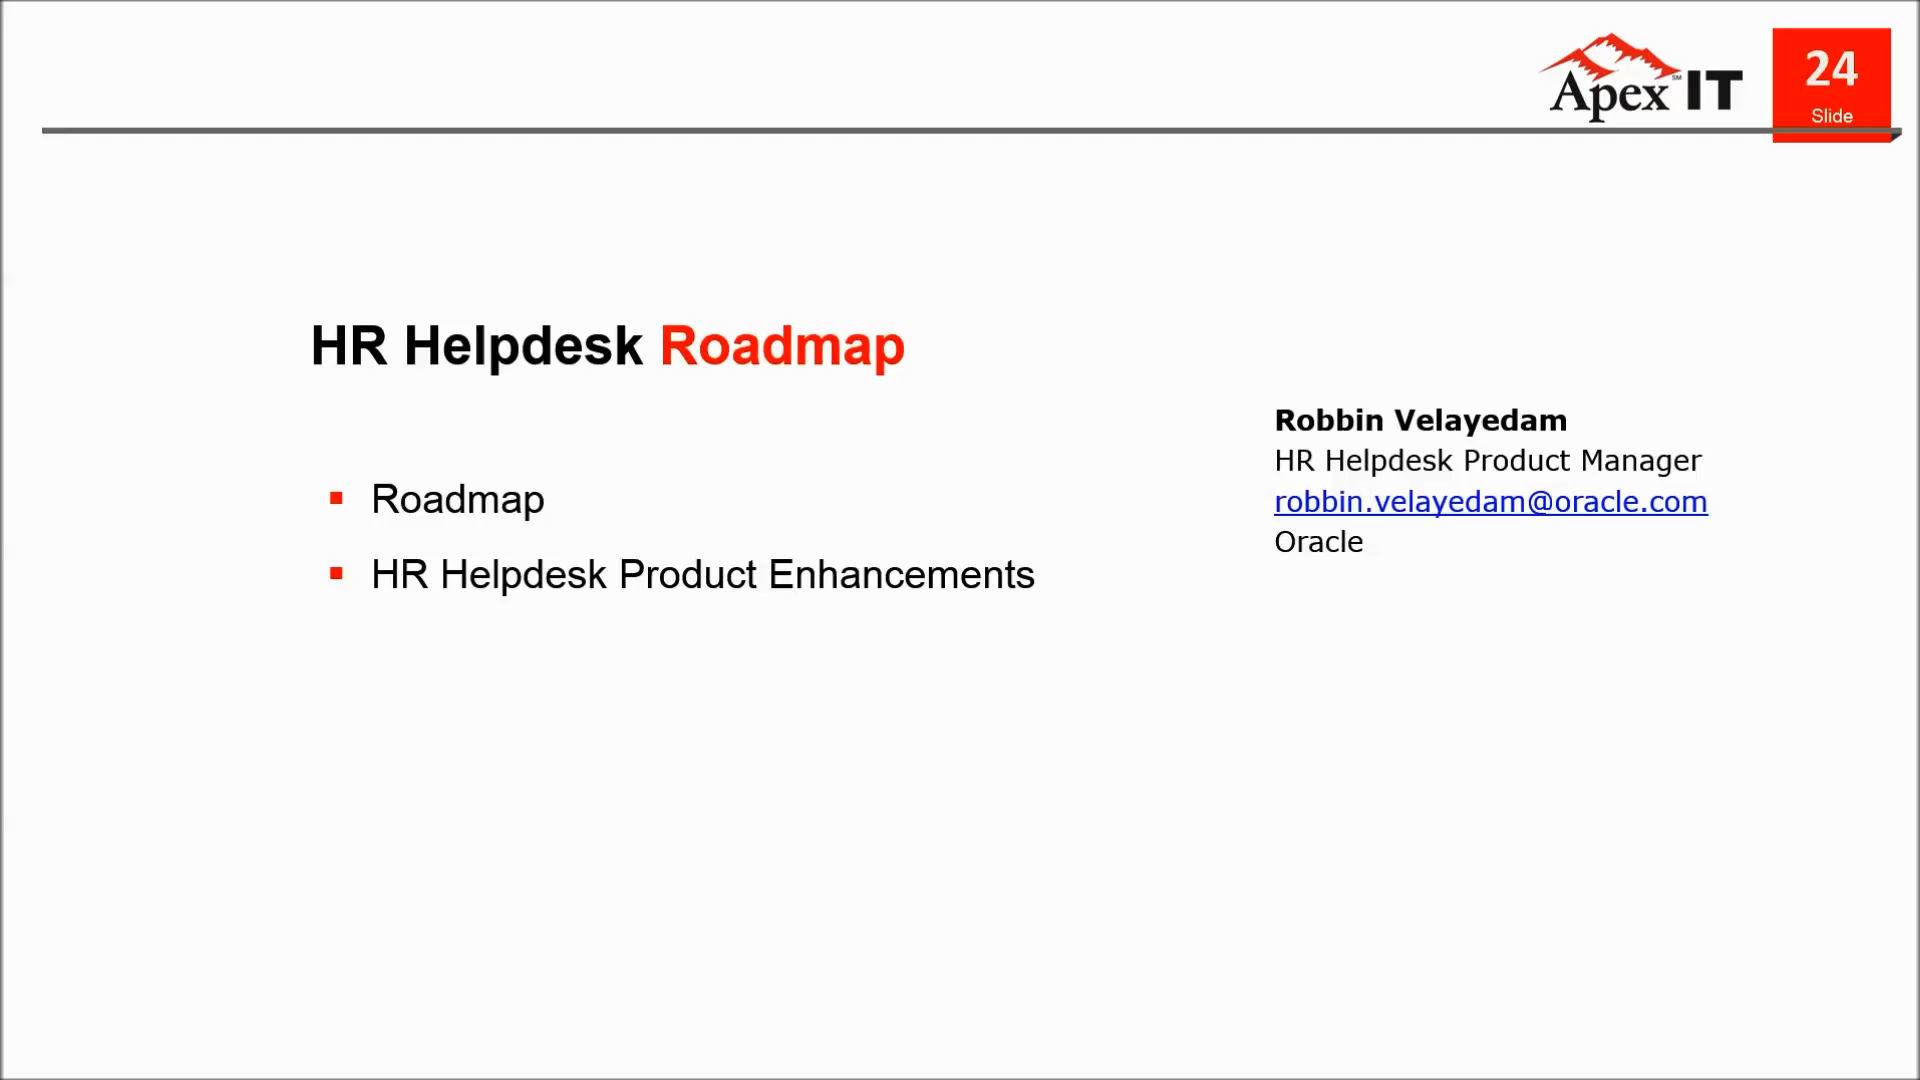 Apex IT
SM
24
Slide
HR Helpdesk Roadmap
Roadmap
HR Helpdesk Product Enhancements
Robbin Velayedam
HR Helpdesk Product Manager
robbin.velayedam@oracle.com
Oracle